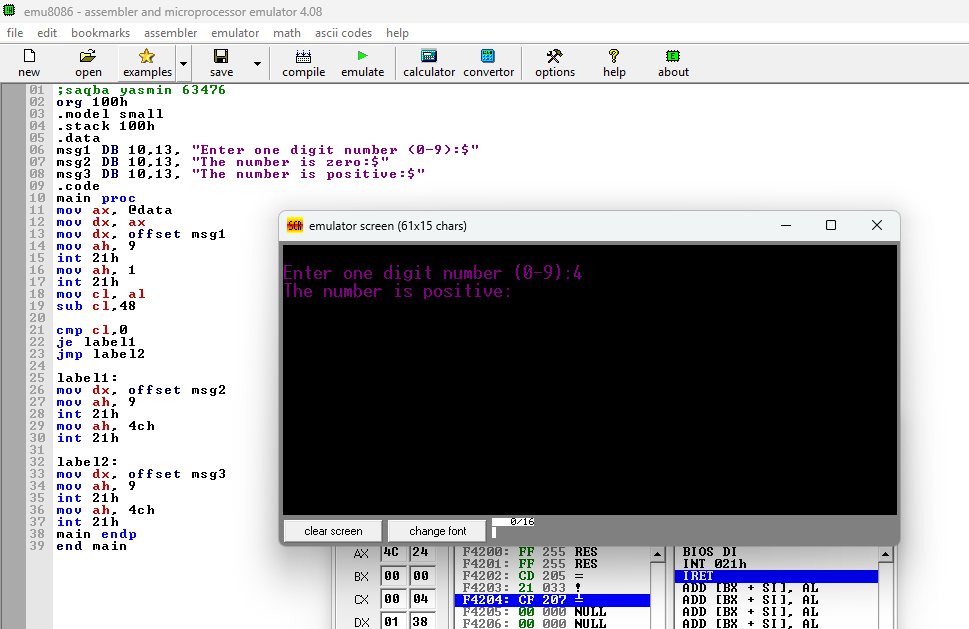 emu8086 - assembler and microprocessor emulator 4.08
file edit bookmarks assembler emulator math ascii codes help
new open examples save compile emulate calculator convertor options help about
01 ;saqba yasmin 63476
02 org 100h
03 .model small
04 .stack 100h
05 .data
06 msg1 DB 10,13, "Enter one digit number (0-9):$"
07 msg2 DB 10,13, "The number is zero:$"
08 msg3 DB 10,13, "The number is positive:$"
09 .code
10 main proc
11 mov ax, @data
12 mov dx, ax
13 mov dx, offset msg1
14 mov ah, 9
15 int 21h
16 mov ah, 1
17 int 21h
18 mov cl, al
19 sub cl,48
20
21 cmp cl,0
22 je label1
23 jmp label2
24
25 label1:
26 mov dx, offset msg2
27 mov ah, 9
28 int 21h
29 mov ah, 4ch
30 int 21h
31
32 label2:
33 mov dx, offset msg3
34 mov ah, 9
35 int 21h
36 mov ah, 4ch
37 int 21h
38 main endp
39 end main
SCR emulator screen (61x15 chars)
Enter one digit number (0-9):4
The number is positive:
clear screen change font 0/16
AX 4C 24
BX 00 00
CX 00 04
DX 01 38
F4200: FF 255 RES
F4201: FF 255 RES
F4202: CD 205 =
F4203: 21 033 !
F4204: CF 207
F4205: 00 000 NULL
F4206: 00 000 NULL
BIOS DI
INT 021h
IRET
ADD [BX + SI], AL
ADD [BX + SI], AL
ADD [BX + SI], AL
ADD [BX + SI], AL